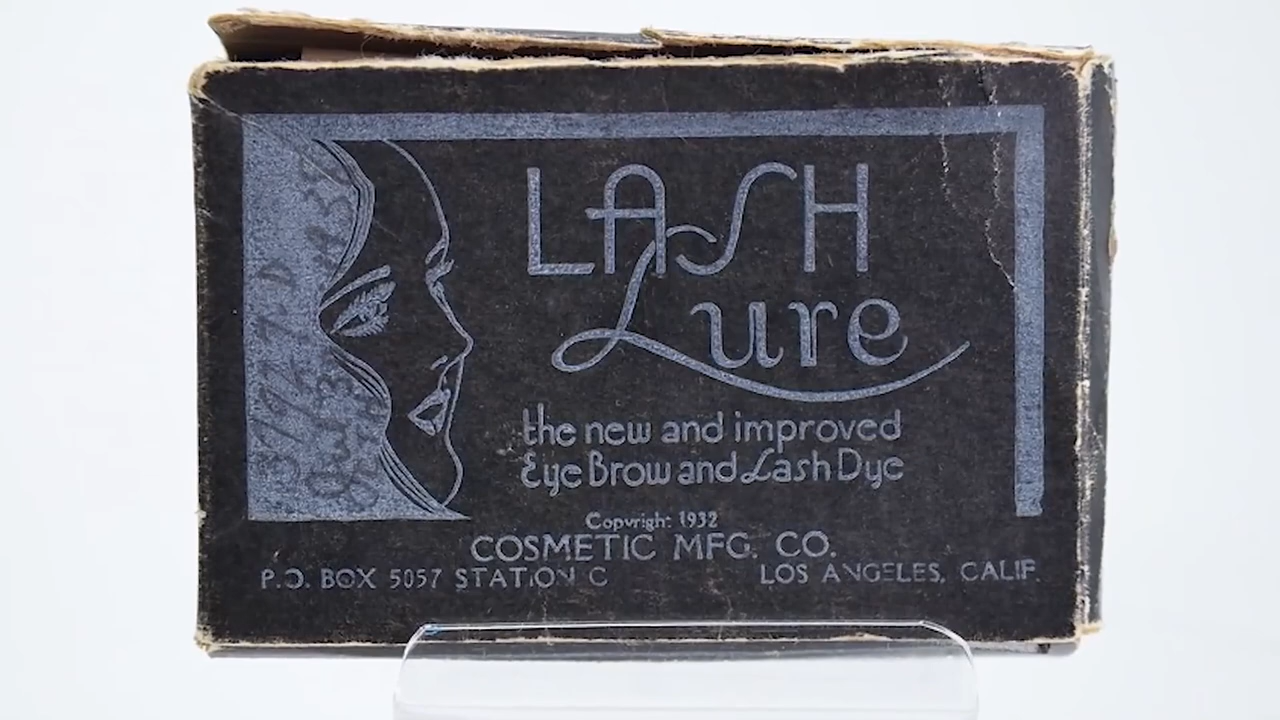 LASH
Lure
the new and improved
Eye Brow and Lash Dye
Copyright 1932
COSMETIC MFG. CO.
P.O. BOX 5057 STATION C
LOS ANGELES, CALIF.